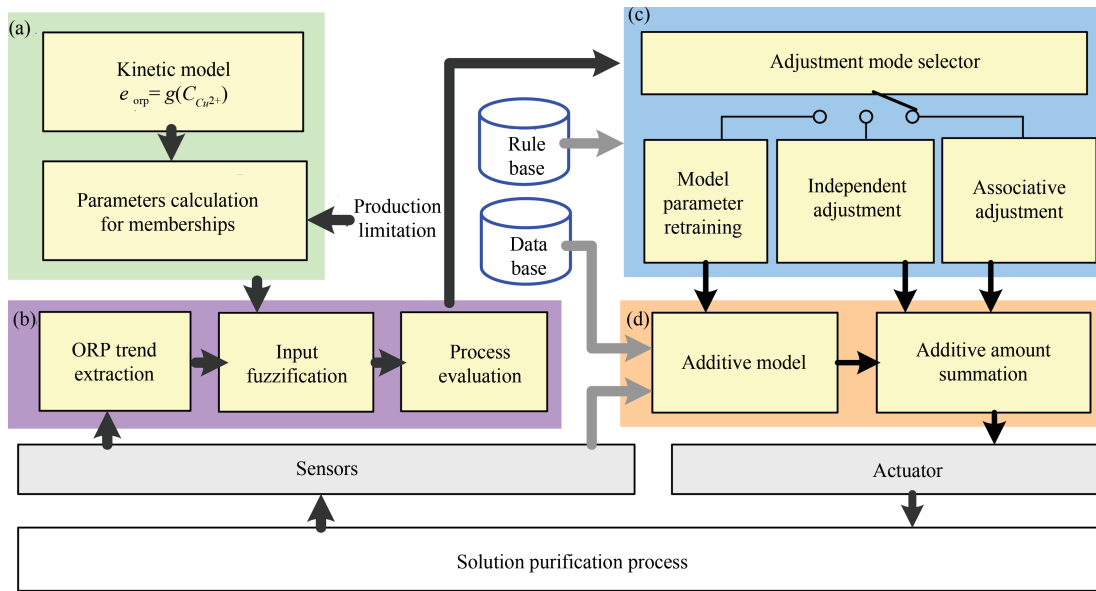 (a)
Kinetic model
e orp= g(C Cu2+)
Parameters calculation
for memberships
Production
limitation
(b)
ORP trend
extraction
Input
fuzzification
Process
evaluation
Rule
base
Data
base
(c)
Adjustment mode selector
Model
parameter
retraining
Independent
adjustment
Associative
adjustment
(d)
Additive model
Additive amount
summation
Sensors
Actuator
Solution purification process